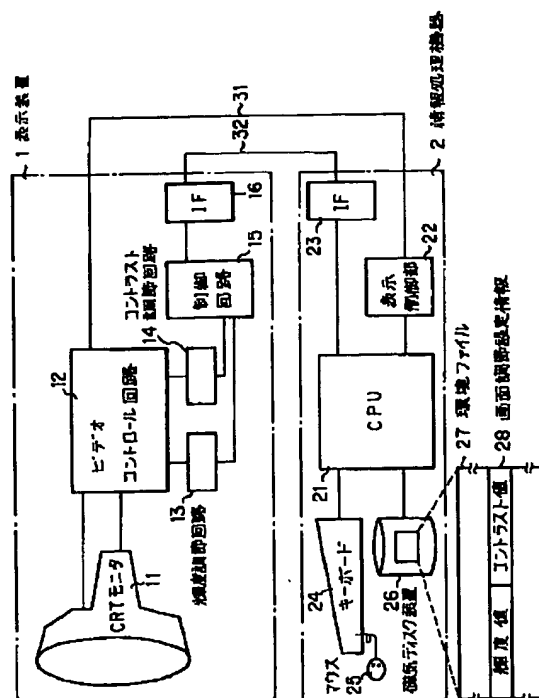 1 表示装置
11
CRTモニタ
12
ビデオ
コントロール回路
13
輝度調節回路
14
コントラスト
調節回路
15
制御
回路
16
IF
31
32
2 情報処理機器
21
CPU
22
表示
制御部
23
IF
24
キーボード
25
マウス
26
磁気ディスク装置
27 環境ファイル
28 画面調節設定情報
輝度値
コントラスト値